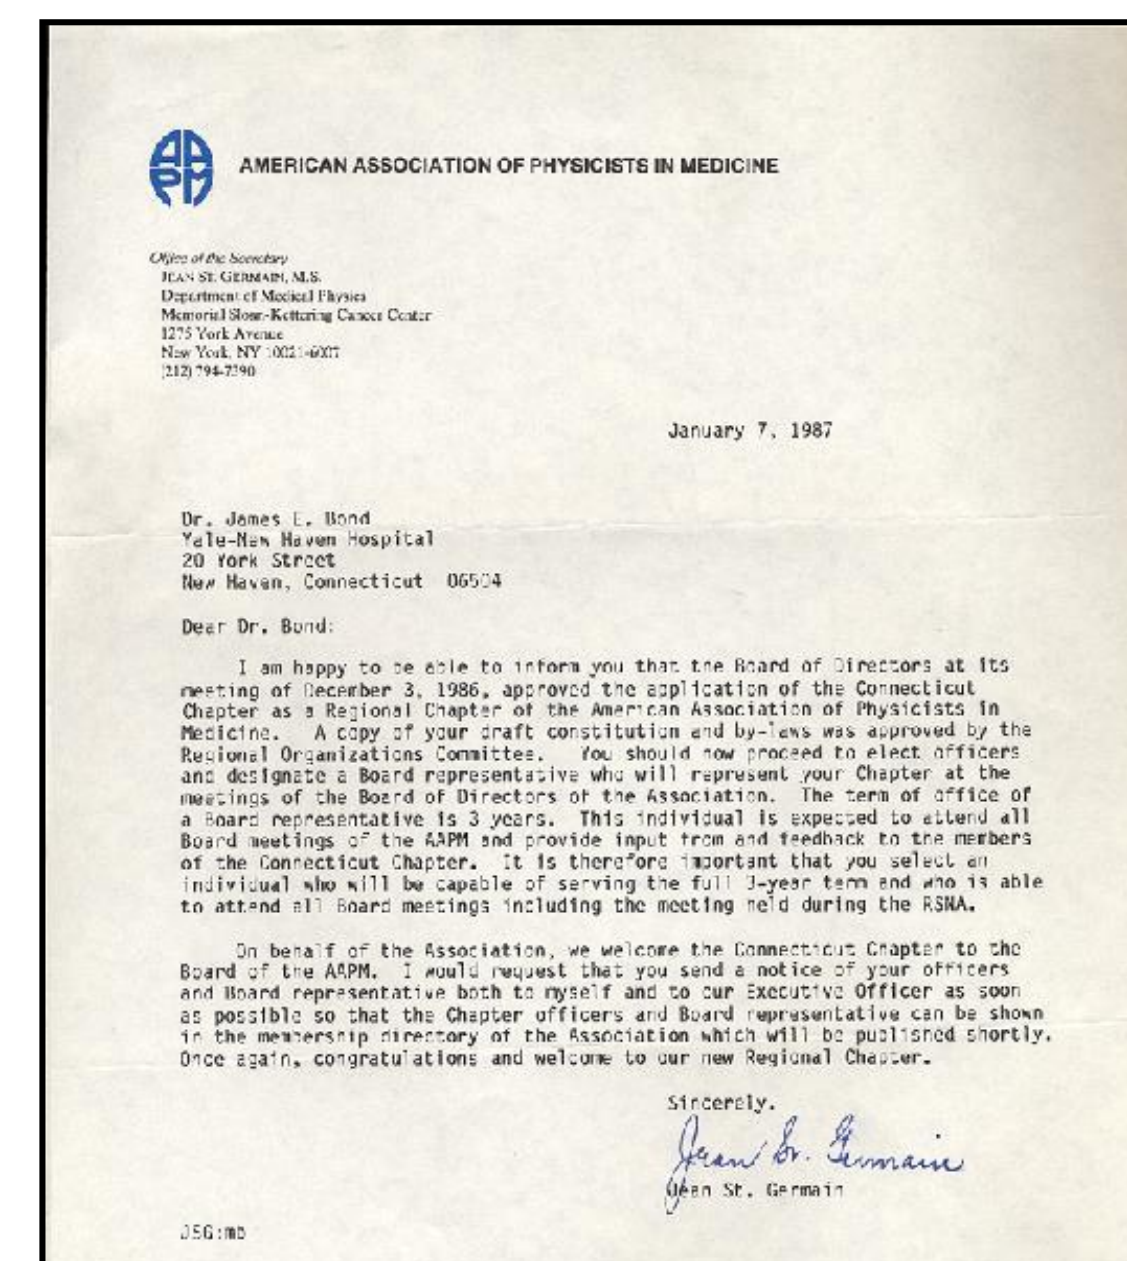 AAPM
AMERICAN ASSOCIATION OF PHYSICISTS IN MEDICINE
Office of the Secretary
JEAN ST. GERMAIN, M.S.
Department of Medical Physics
Memorial Sloan-Kettering Cancer Center
1275 York Avenue
New York, NY 10021-6007
(212) 794-7390
January 7, 1987
Dr. James E. Bond
Yale-New Haven Hospital
20 York Street
New Haven, Connecticut 06504
Dear Dr. Bond:
I am happy to be able to inform you that the Board of Directors at its
meeting of December 3, 1986, approved the application of the Connecticut
Chapter as a Regional Chapter of the American Association of Physicists in
Medicine. A copy of your draft constitution and by-laws was approved by the
Regional Organizations Committee. You should now proceed to elect officers
and designate a Board representative who will represent your Chapter at the
meetings of the Board of Directors of the Association. The term of office of
a Board representative is 3 years. This individual is expected to attend all
Board meetings of the AAPM and provide input from and feedback to the members
of the Connecticut Chapter. It is therefore important that you select an
individual who will be capable of serving the full 3-year term and who is able
to attend all Board meetings including the meeting held during the RSNA.
On behalf of the Association, we welcome the Connecticut Chapter to the
Board of the AAPM. I would request that you send a notice of your officers
and Board representative both to myself and to our Executive Officer as soon
as possible so that the Chapter officers and Board representative can be shown
in the membership directory of the Association which will be published shortly.
Once again, congratulations and welcome to our new Regional Chapter.
Sincerely,
Jean St. Germain
Jean St. Germain
JSG:mb